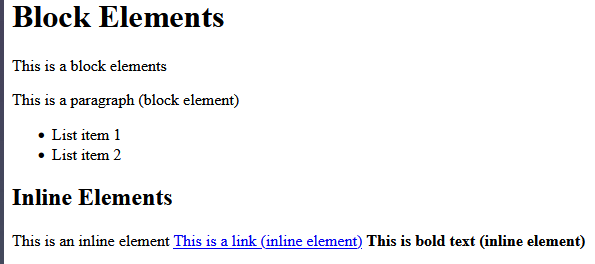 Block Elements
This is a block elements
This is a paragraph (block element)
• List item 1
• List item 2
Inline Elements
This is an inline element This is a link (inline element) This is bold text (inline element)